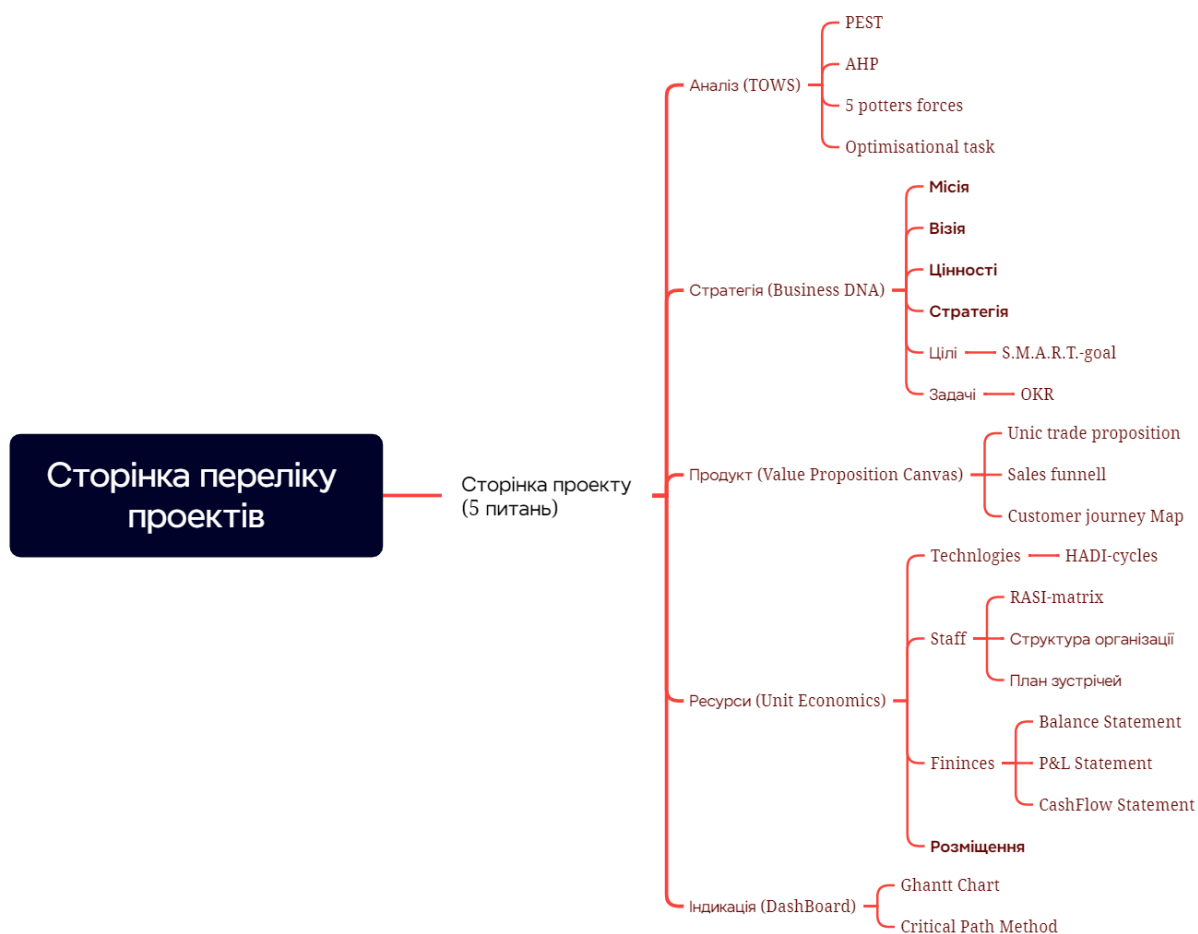 Сторінка переліку
проектів
Сторінка проекту
(5 питань)
Аналіз (TOWS)
PEST
AHP
5 potters forces
Optimisational task
Стратегія (Business DNA)
Місія
Візія
Цінності
Стратегія
Цілі
S.M.A.R.T.-goal
Задачі
OKR
Продукт (Value Proposition Canvas)
Unic trade proposition
Sales funnell
Customer journey Map
Ресурси (Unit Economics)
Technlogies
HADI-cycles
Staff
RASI-matrix
Структура організації
План зустрічей
Fininces
Balance Statement
P&L Statement
CashFlow Statement
Розміщення
Індикація (DashBoard)
Ghantt Chart
Critical Path Method